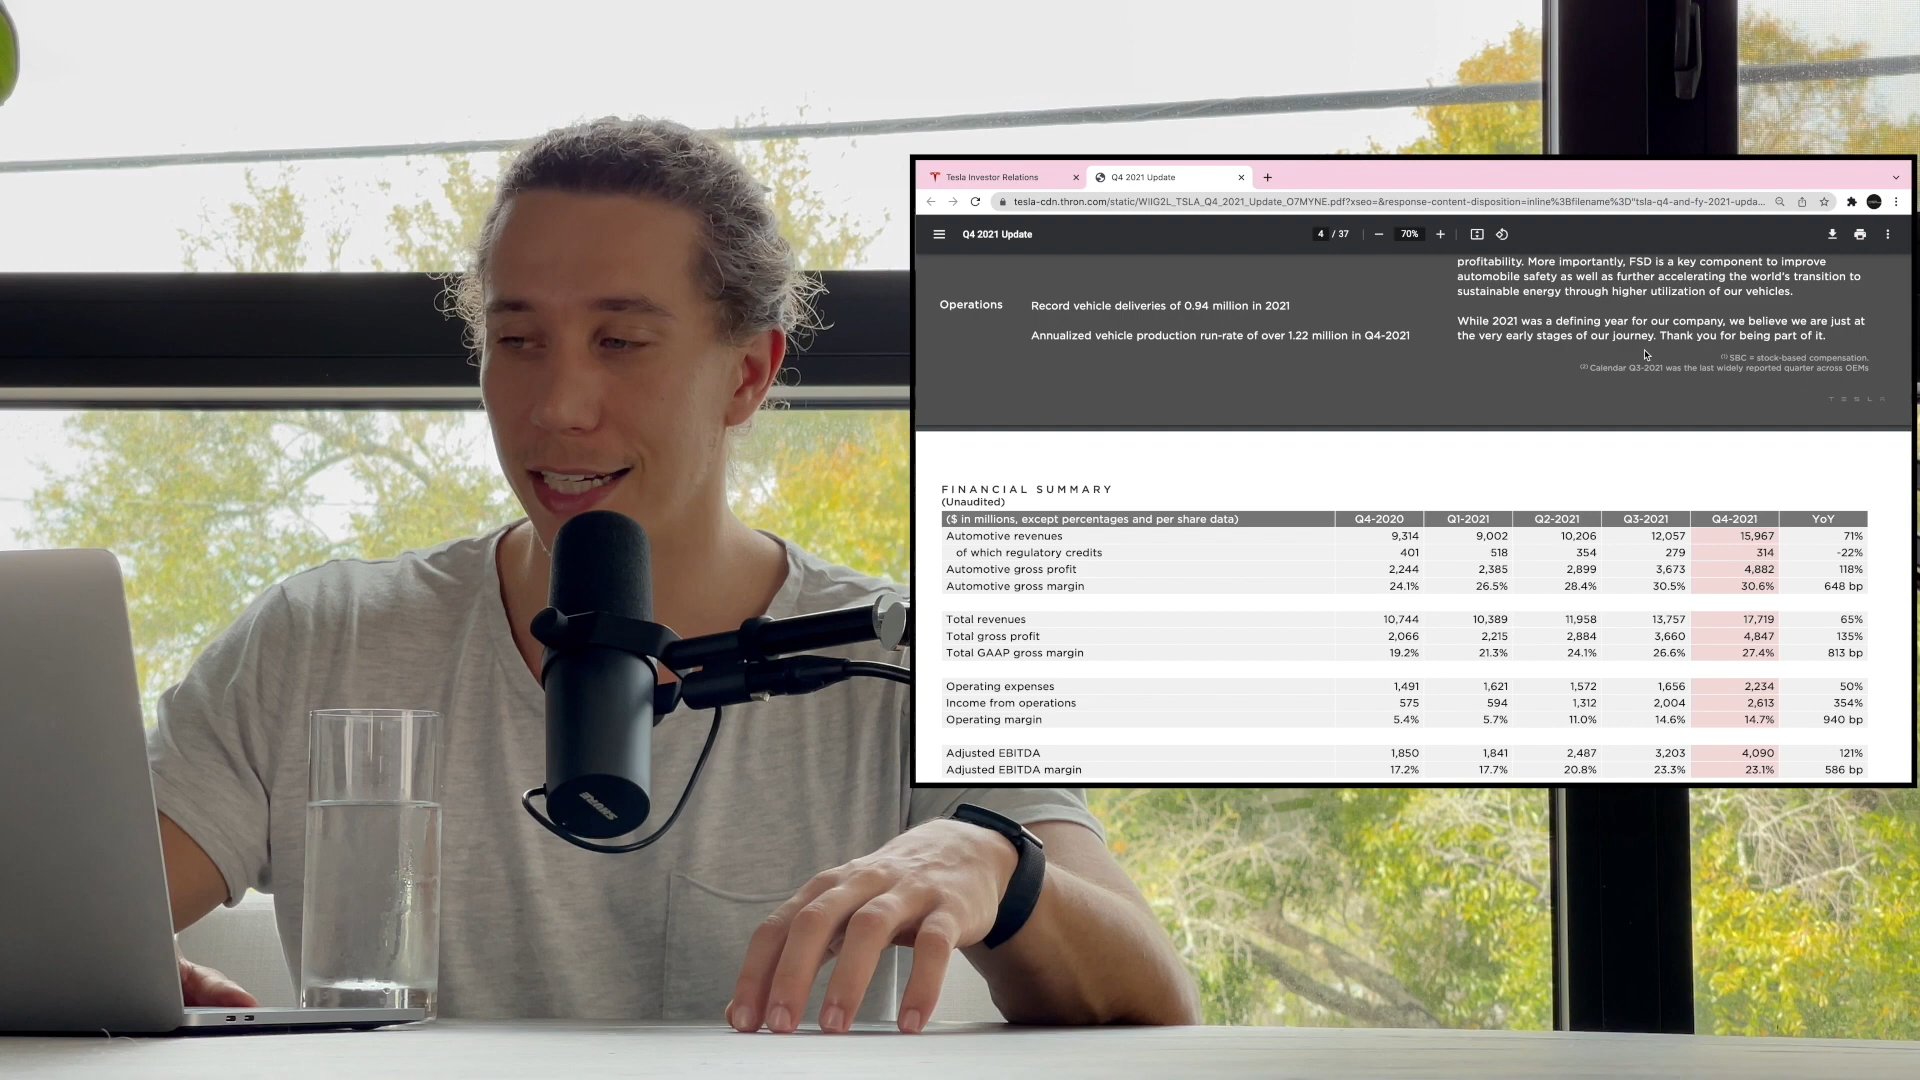 Tesla Investor Relations
Q4 2021 Update
tesla-cdn.thron.com/static/WIIG2L_TSLA_Q4_2021_Update_O7MYNE.pdf?xseo=&response-content-disposition=inline%3Bfilename%3D"tsla-q4-and-fy-2021-upda...
Q4 2021 Update 4 / 37 70%
profitability. More importantly, FSD is a key component to improve
automobile safety as well as further accelerating the world's transition to
sustainable energy through higher utilization of our vehicles.
Operations Record vehicle deliveries of 0.94 million in 2021
Annualized vehicle production run-rate of over 1.22 million in Q4-2021
While 2021 was a defining year for our company, we believe we are just at
the very early stages of our journey. Thank you for being part of it.
(1) SBC = stock-based compensation.
(2) Calendar Q3-2021 was the last widely reported quarter across OEMs
TESLA
FINANCIAL SUMMARY
(Unaudited)
($ in millions, except percentages and per share data) Q4-2020 Q1-2021 Q2-2021 Q3-2021 Q4-2021 YoY
Automotive revenues 9,314 9,002 10,206 12,057 15,967 71%
of which regulatory credits 401 518 354 279 314 -22%
Automotive gross profit 2,244 2,385 2,899 3,673 4,882 118%
Automotive gross margin 24.1% 26.5% 28.4% 30.5% 30.6% 648 bp
Total revenues 10,744 10,389 11,958 13,757 17,719 65%
Total gross profit 2,066 2,215 2,884 3,660 4,847 135%
Total GAAP gross margin 19.2% 21.3% 24.1% 26.6% 27.4% 813 bp
Operating expenses 1,491 1,621 1,572 1,656 2,234 50%
Income from operations 575 594 1,312 2,004 2,613 354%
Operating margin 5.4% 5.7% 11.0% 14.6% 14.7% 940 bp
Adjusted EBITDA 1,850 1,841 2,487 3,203 4,090 121%
Adjusted EBITDA margin 17.2% 17.7% 20.8% 23.3% 23.1% 586 bp
SHURE